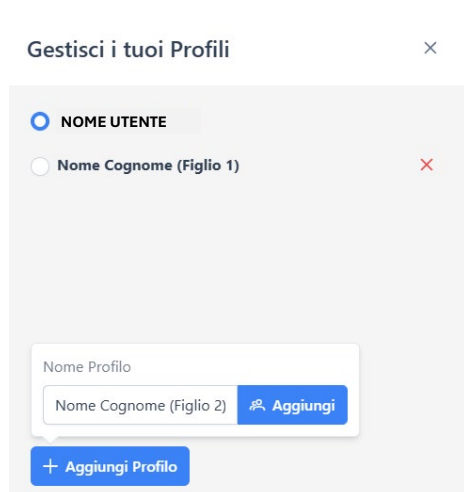 Gestisci i tuoi Profili
NOME UTENTE
Nome Cognome (Figlio 1)
Nome Profilo
Nome Cognome (Figlio 2) Aggiungi
Aggiungi Profilo